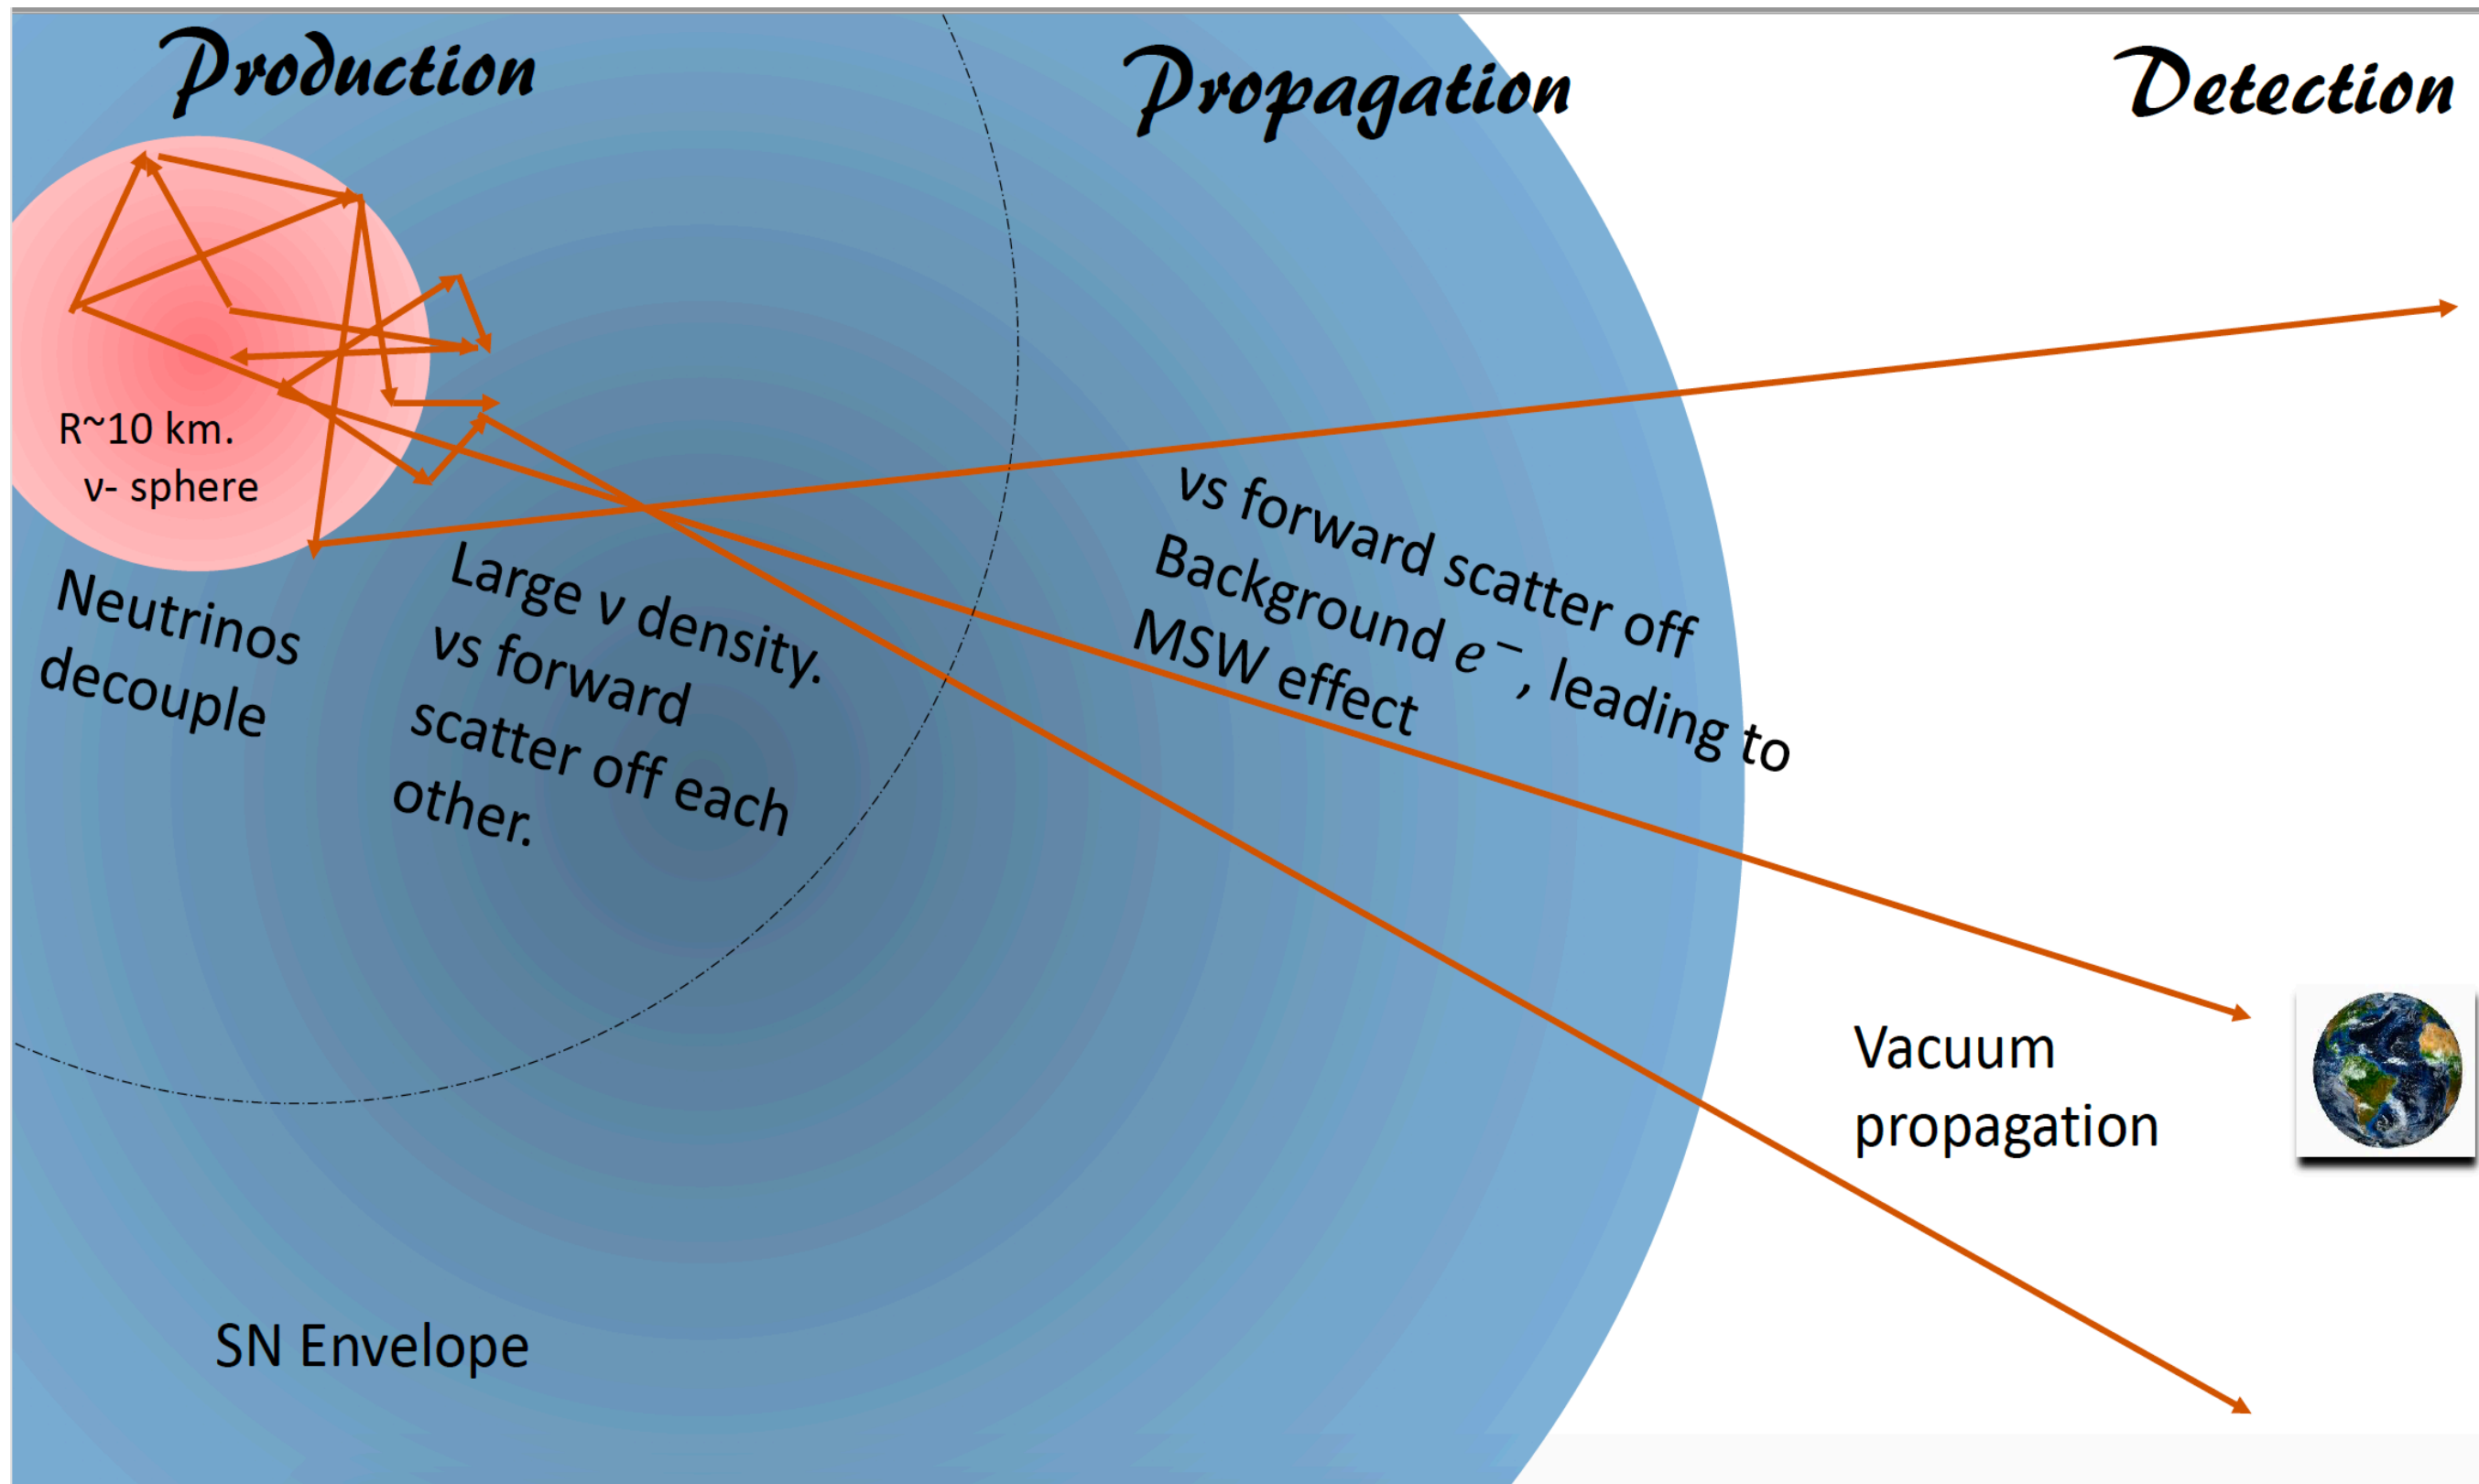 Production
Propagation
Detection
R~10 km.
ν- sphere
Neutrinos
decouple
Large ν density.
νs forward
scatter off each
other.
νs forward scatter off
Background e⁻, leading to
MSW effect
Vacuum
propagation
SN Envelope